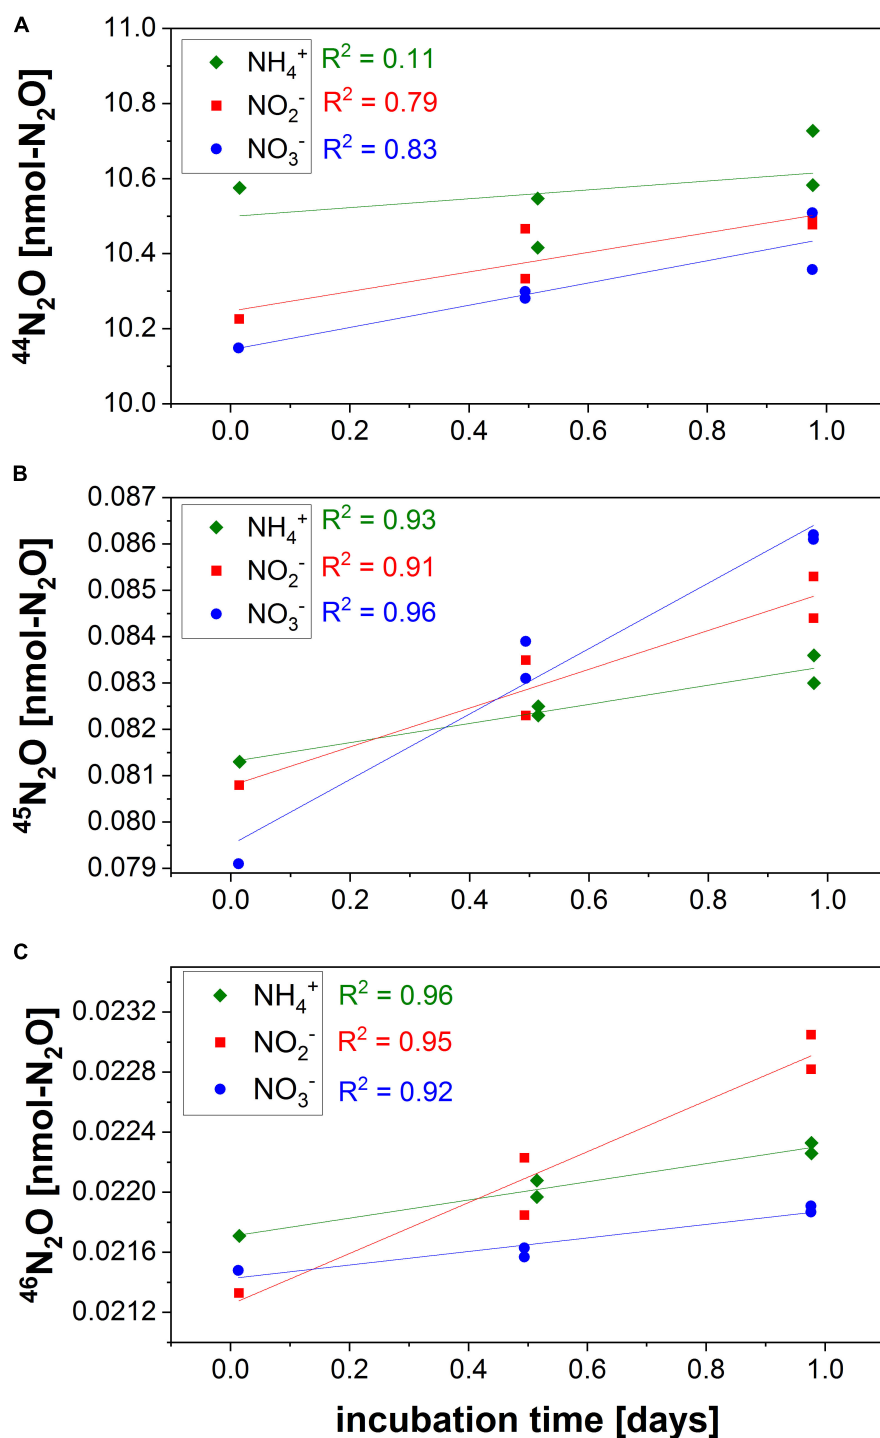 A
⁴⁴N₂O [nmol-N₂O]
11.0
10.8
10.6
10.4
10.2
10.0
NH₄⁺ R² = 0.11
NO₂⁻ R² = 0.79
NO₃⁻ R² = 0.83
0.0 0.2 0.4 0.6 0.8 1.0
B
⁴⁵N₂O [nmol-N₂O]
0.087
0.086
0.085
0.084
0.083
0.082
0.081
0.080
0.079
NH₄⁺ R² = 0.93
NO₂⁻ R² = 0.91
NO₃⁻ R² = 0.96
0.0 0.2 0.4 0.6 0.8 1.0
C
⁴⁶N₂O [nmol-N₂O]
0.0232
0.0228
0.0224
0.0220
0.0216
0.0212
NH₄⁺ R² = 0.96
NO₂⁻ R² = 0.95
NO₃⁻ R² = 0.92
0.0 0.2 0.4 0.6 0.8 1.0
incubation time [days]